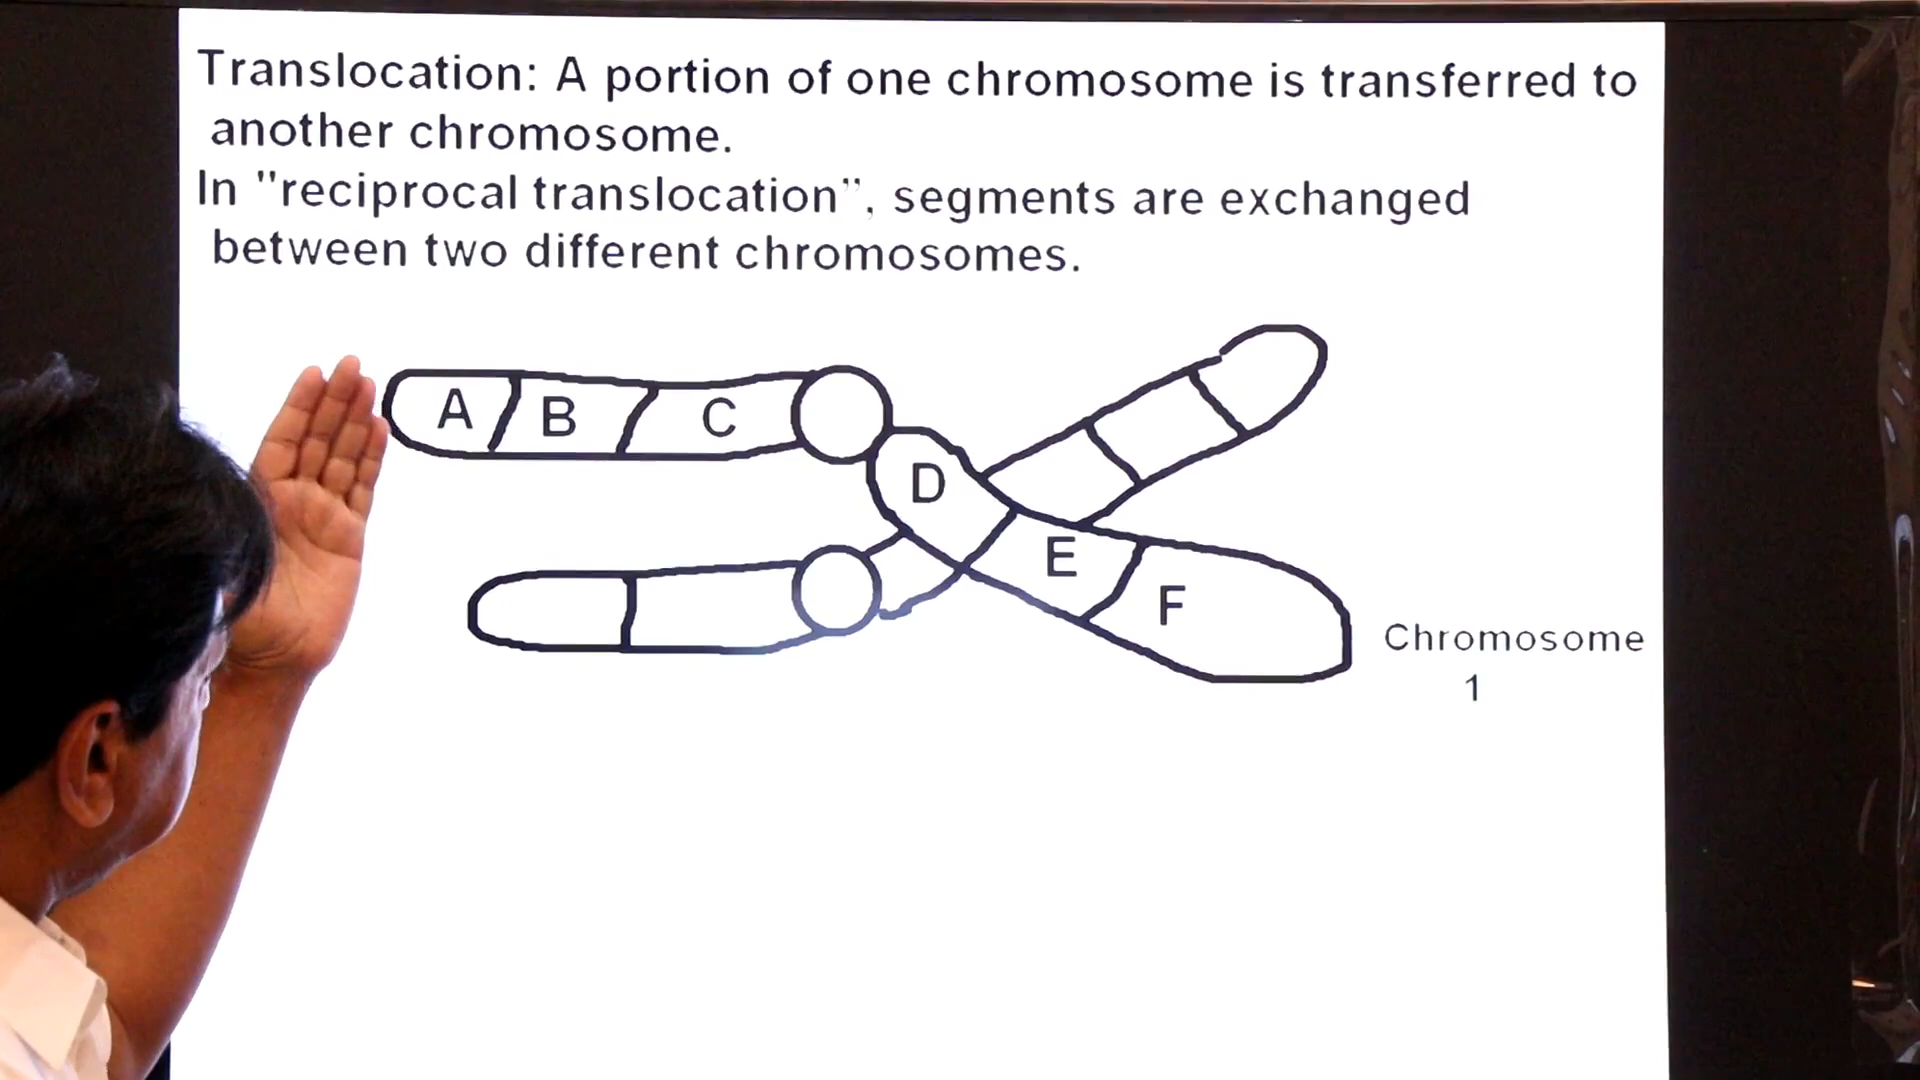 Translocation: A portion of one chromosome is transferred to
another chromosome.
In "reciprocal translocation", segments are exchanged
between two different chromosomes.
A B C
D
E
F
Chromosome
1